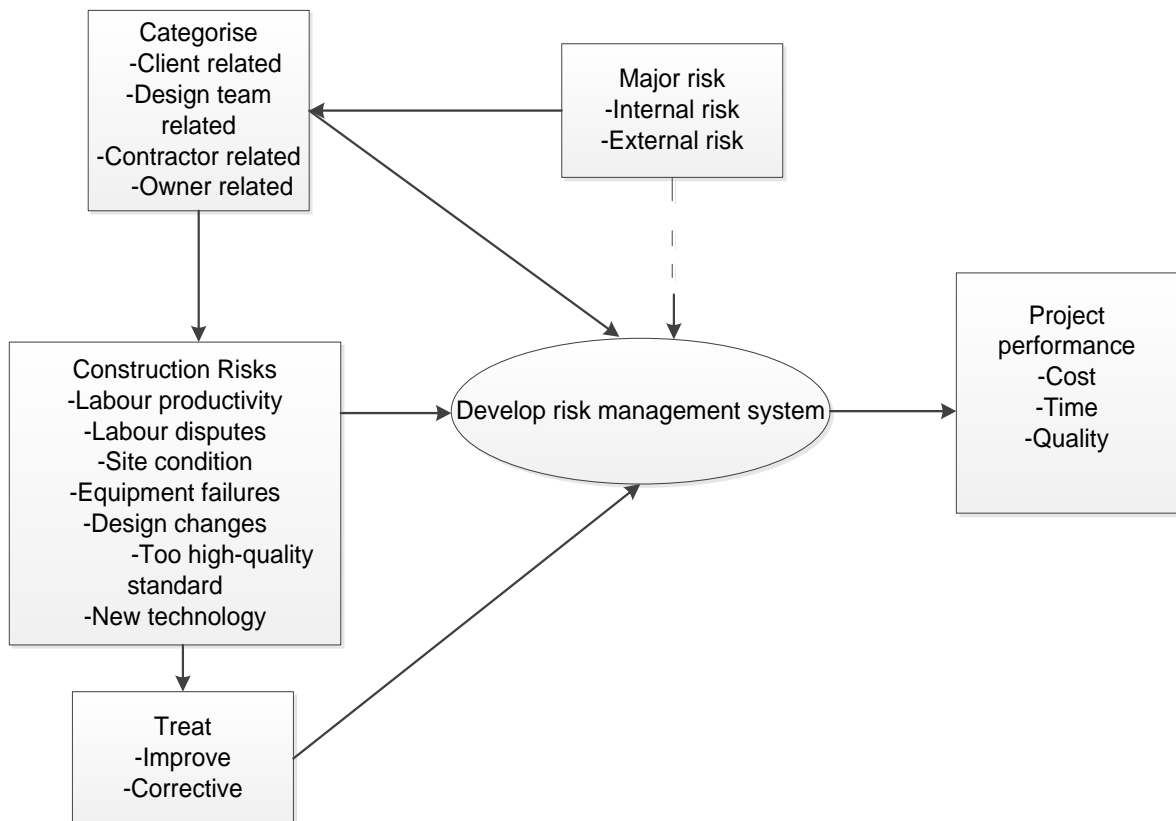 Categorise
-Client related
-Design team
related
-Contractor related
-Owner related
Major risk
-Internal risk
-External risk
Construction Risks
-Labour productivity
-Labour disputes
-Site condition
-Equipment failures
-Design changes
-Too high-quality
standard
-New technology
Develop risk management system
Project
performance
-Cost
-Time
-Quality
Treat
-Improve
-Corrective